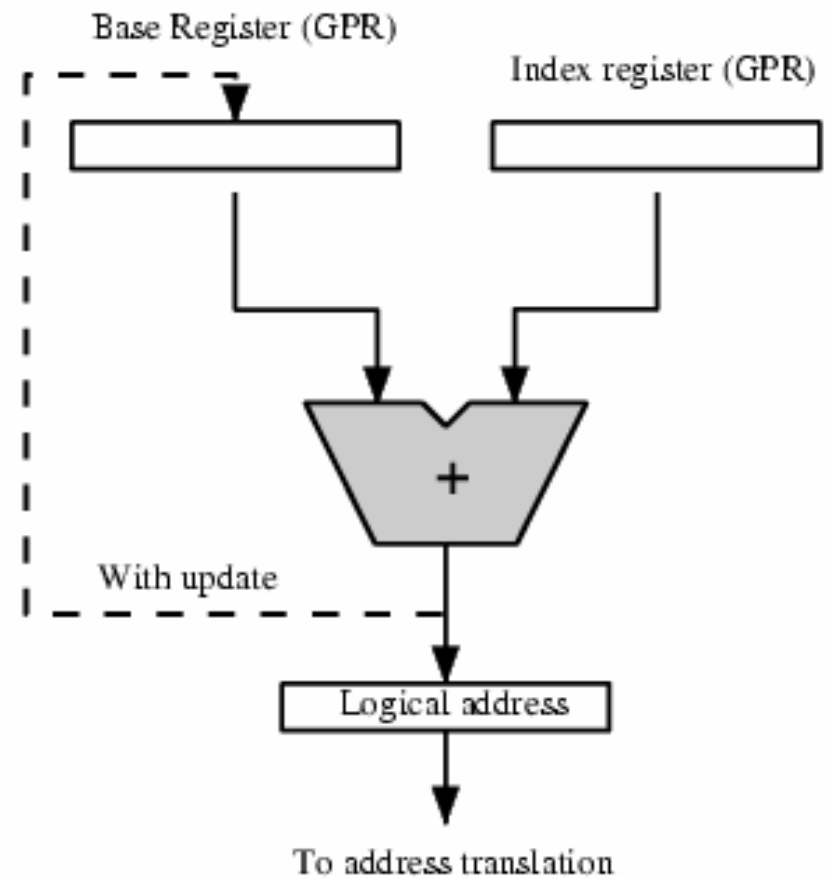 Base Register (GPR)
Index register (GPR)
+
With update
Logical address
To address translation